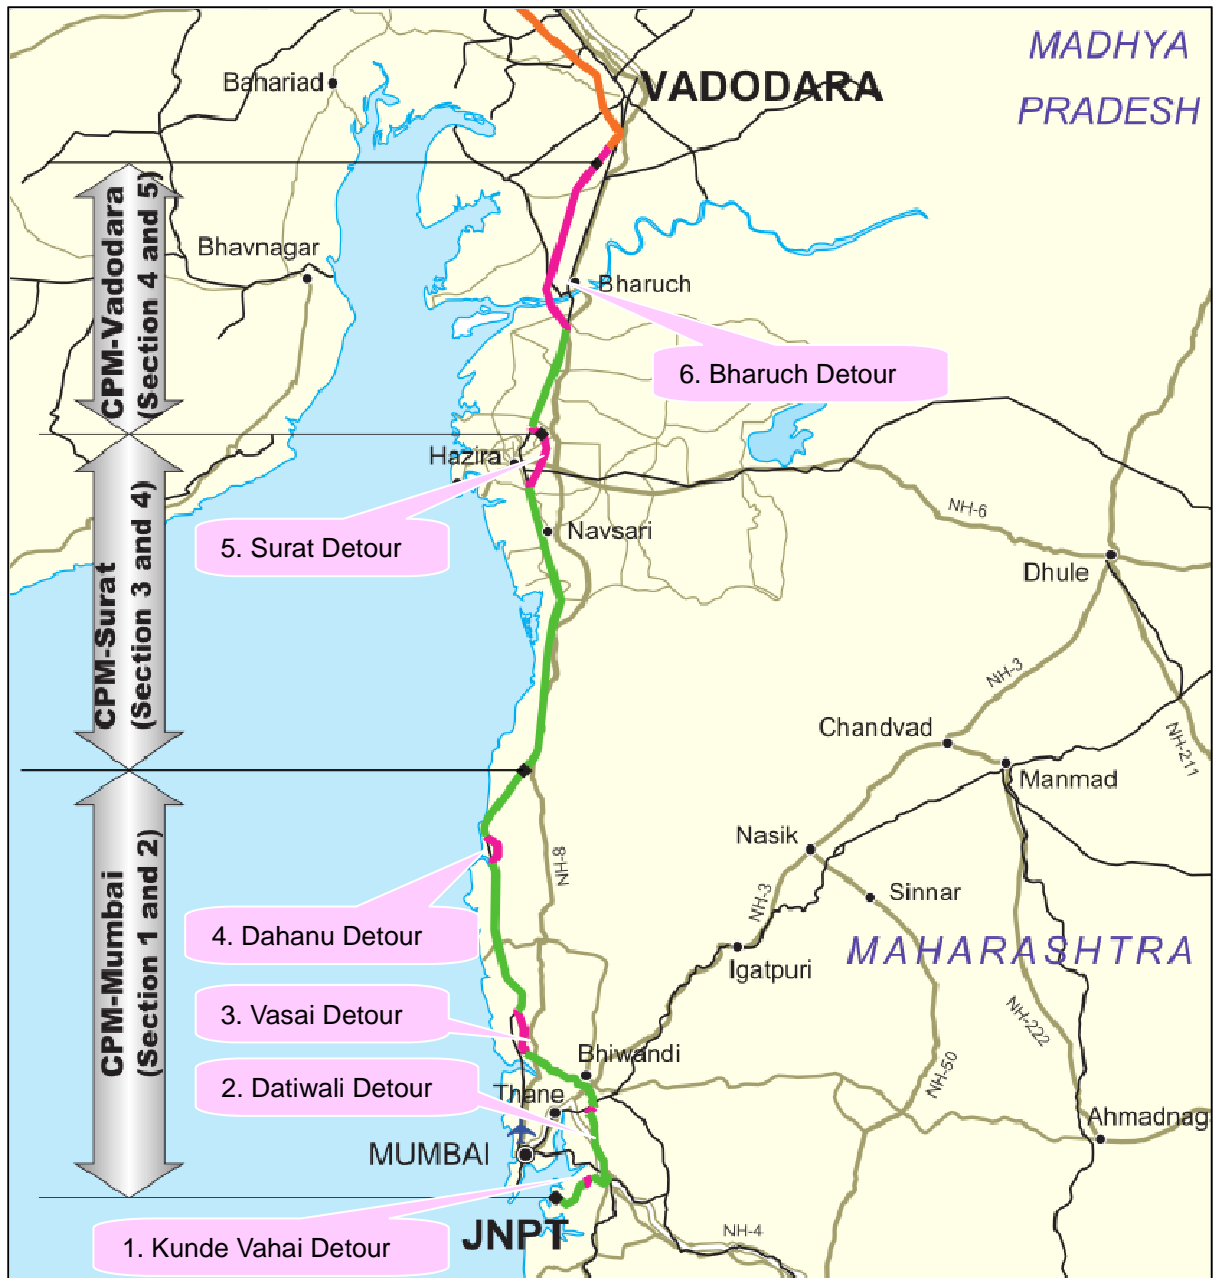 MADHYA
PRADESH
Bahariad
VADODARA
CPM-Vadodara
(Section 4 and 5)
Bhavnagar
Bharuch
6. Bharuch Detour
Hazira
5. Surat Detour
Navsari
NH-6
Dhule
CPM-Surat
(Section 3 and 4)
NH-3
Chandvad
NH-211
Manmad
Nasik
NH-8
Sinnar
NH-3
CPM-Mumbai
(Section 1 and 2)
4. Dahanu Detour
MAHARASHTRA
Igatpuri
3. Vasai Detour
NH-222
Bhiwandi
2. Datiwali Detour
NH-50
Thane
Ahmadnag
MUMBAI
JNPT
NH-4
1. Kunde Vahai Detour